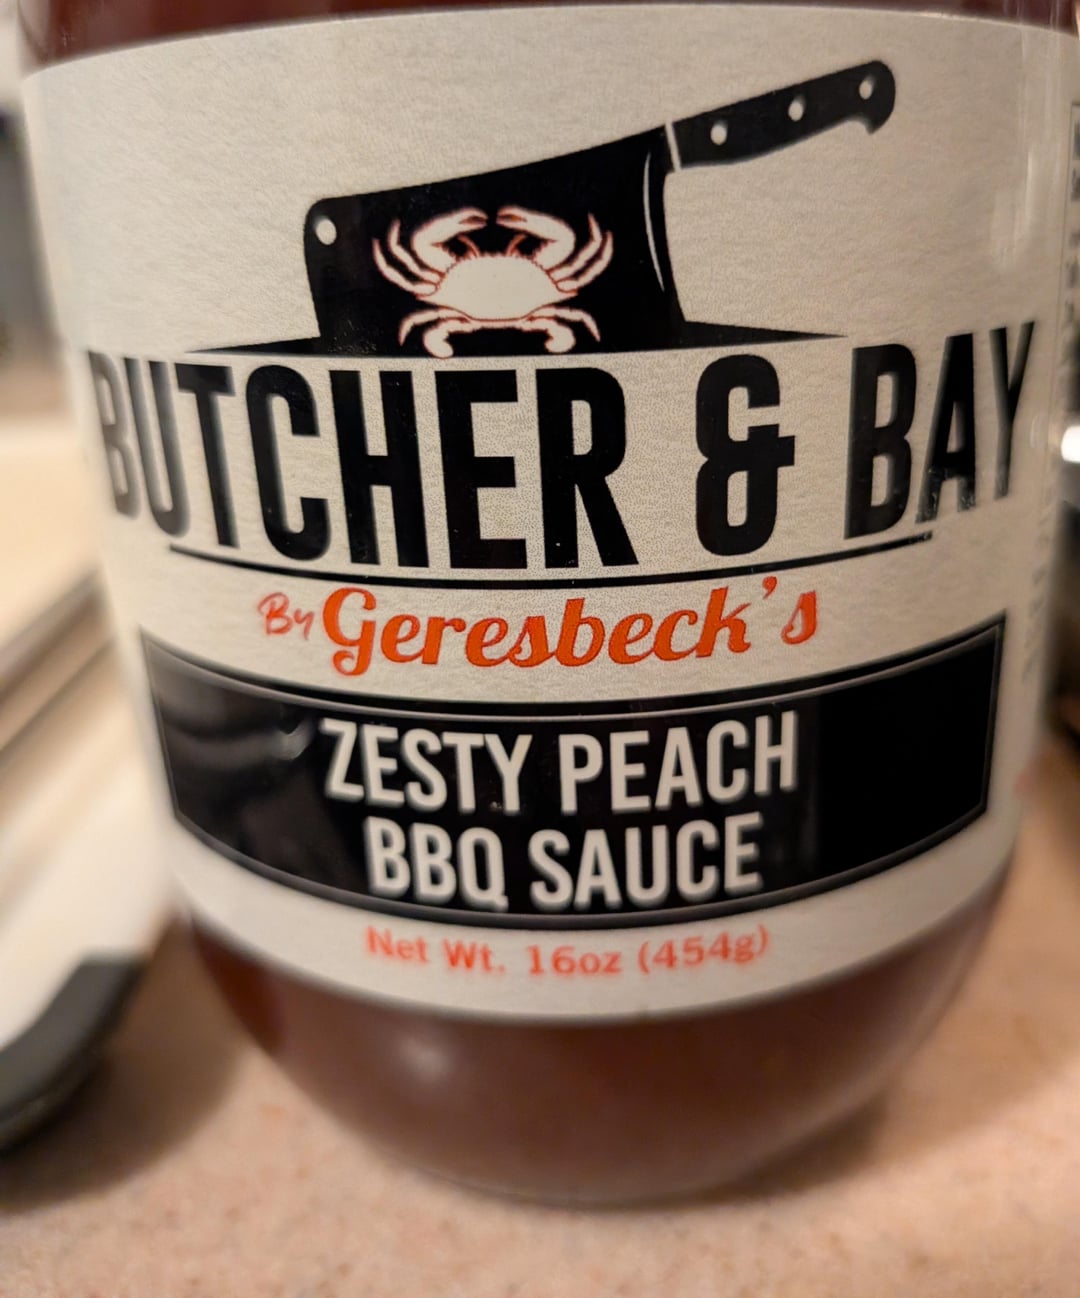 BUTCHER & BAY
By Geresbeck's
ZESTY PEACH
BBQ SAUCE
Net Wt. 16oz (454g)